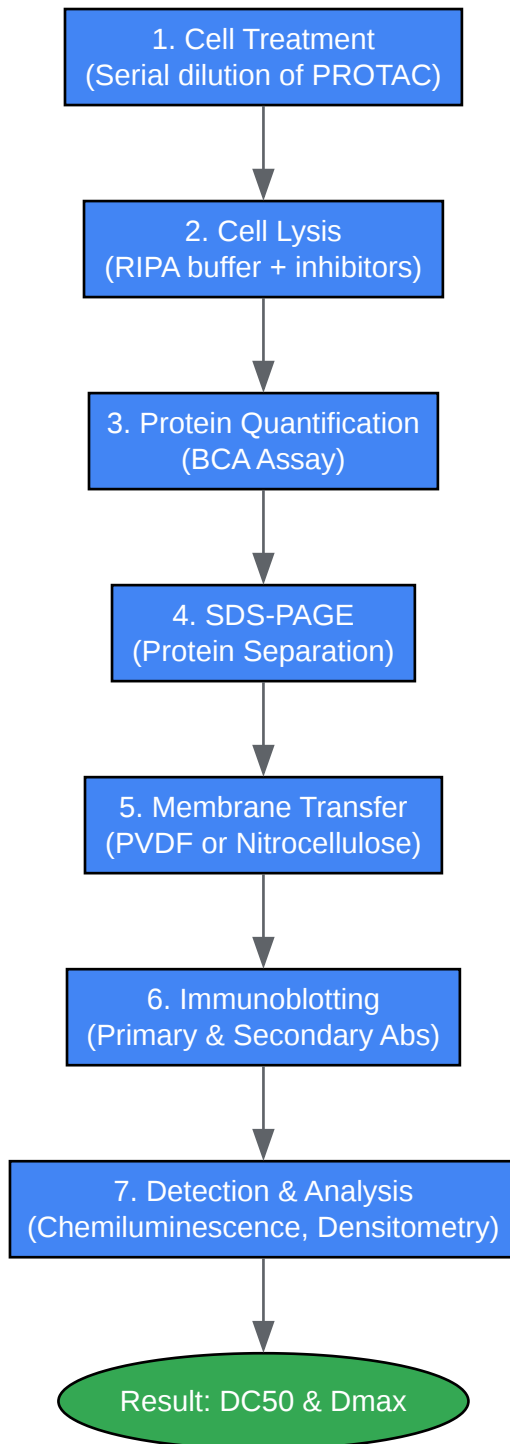 1. Cell Treatment
(Serial dilution of PROTAC)
2. Cell Lysis
(RIPA buffer + inhibitors)
3. Protein Quantification
(BCA Assay)
4. SDS-PAGE
(Protein Separation)
5. Membrane Transfer
(PVDF or Nitrocellulose)
6. Immunoblotting
(Primary & Secondary Abs)
7. Detection & Analysis
(Chemiluminescence, Densitometry)
Result: DC50 & Dmax